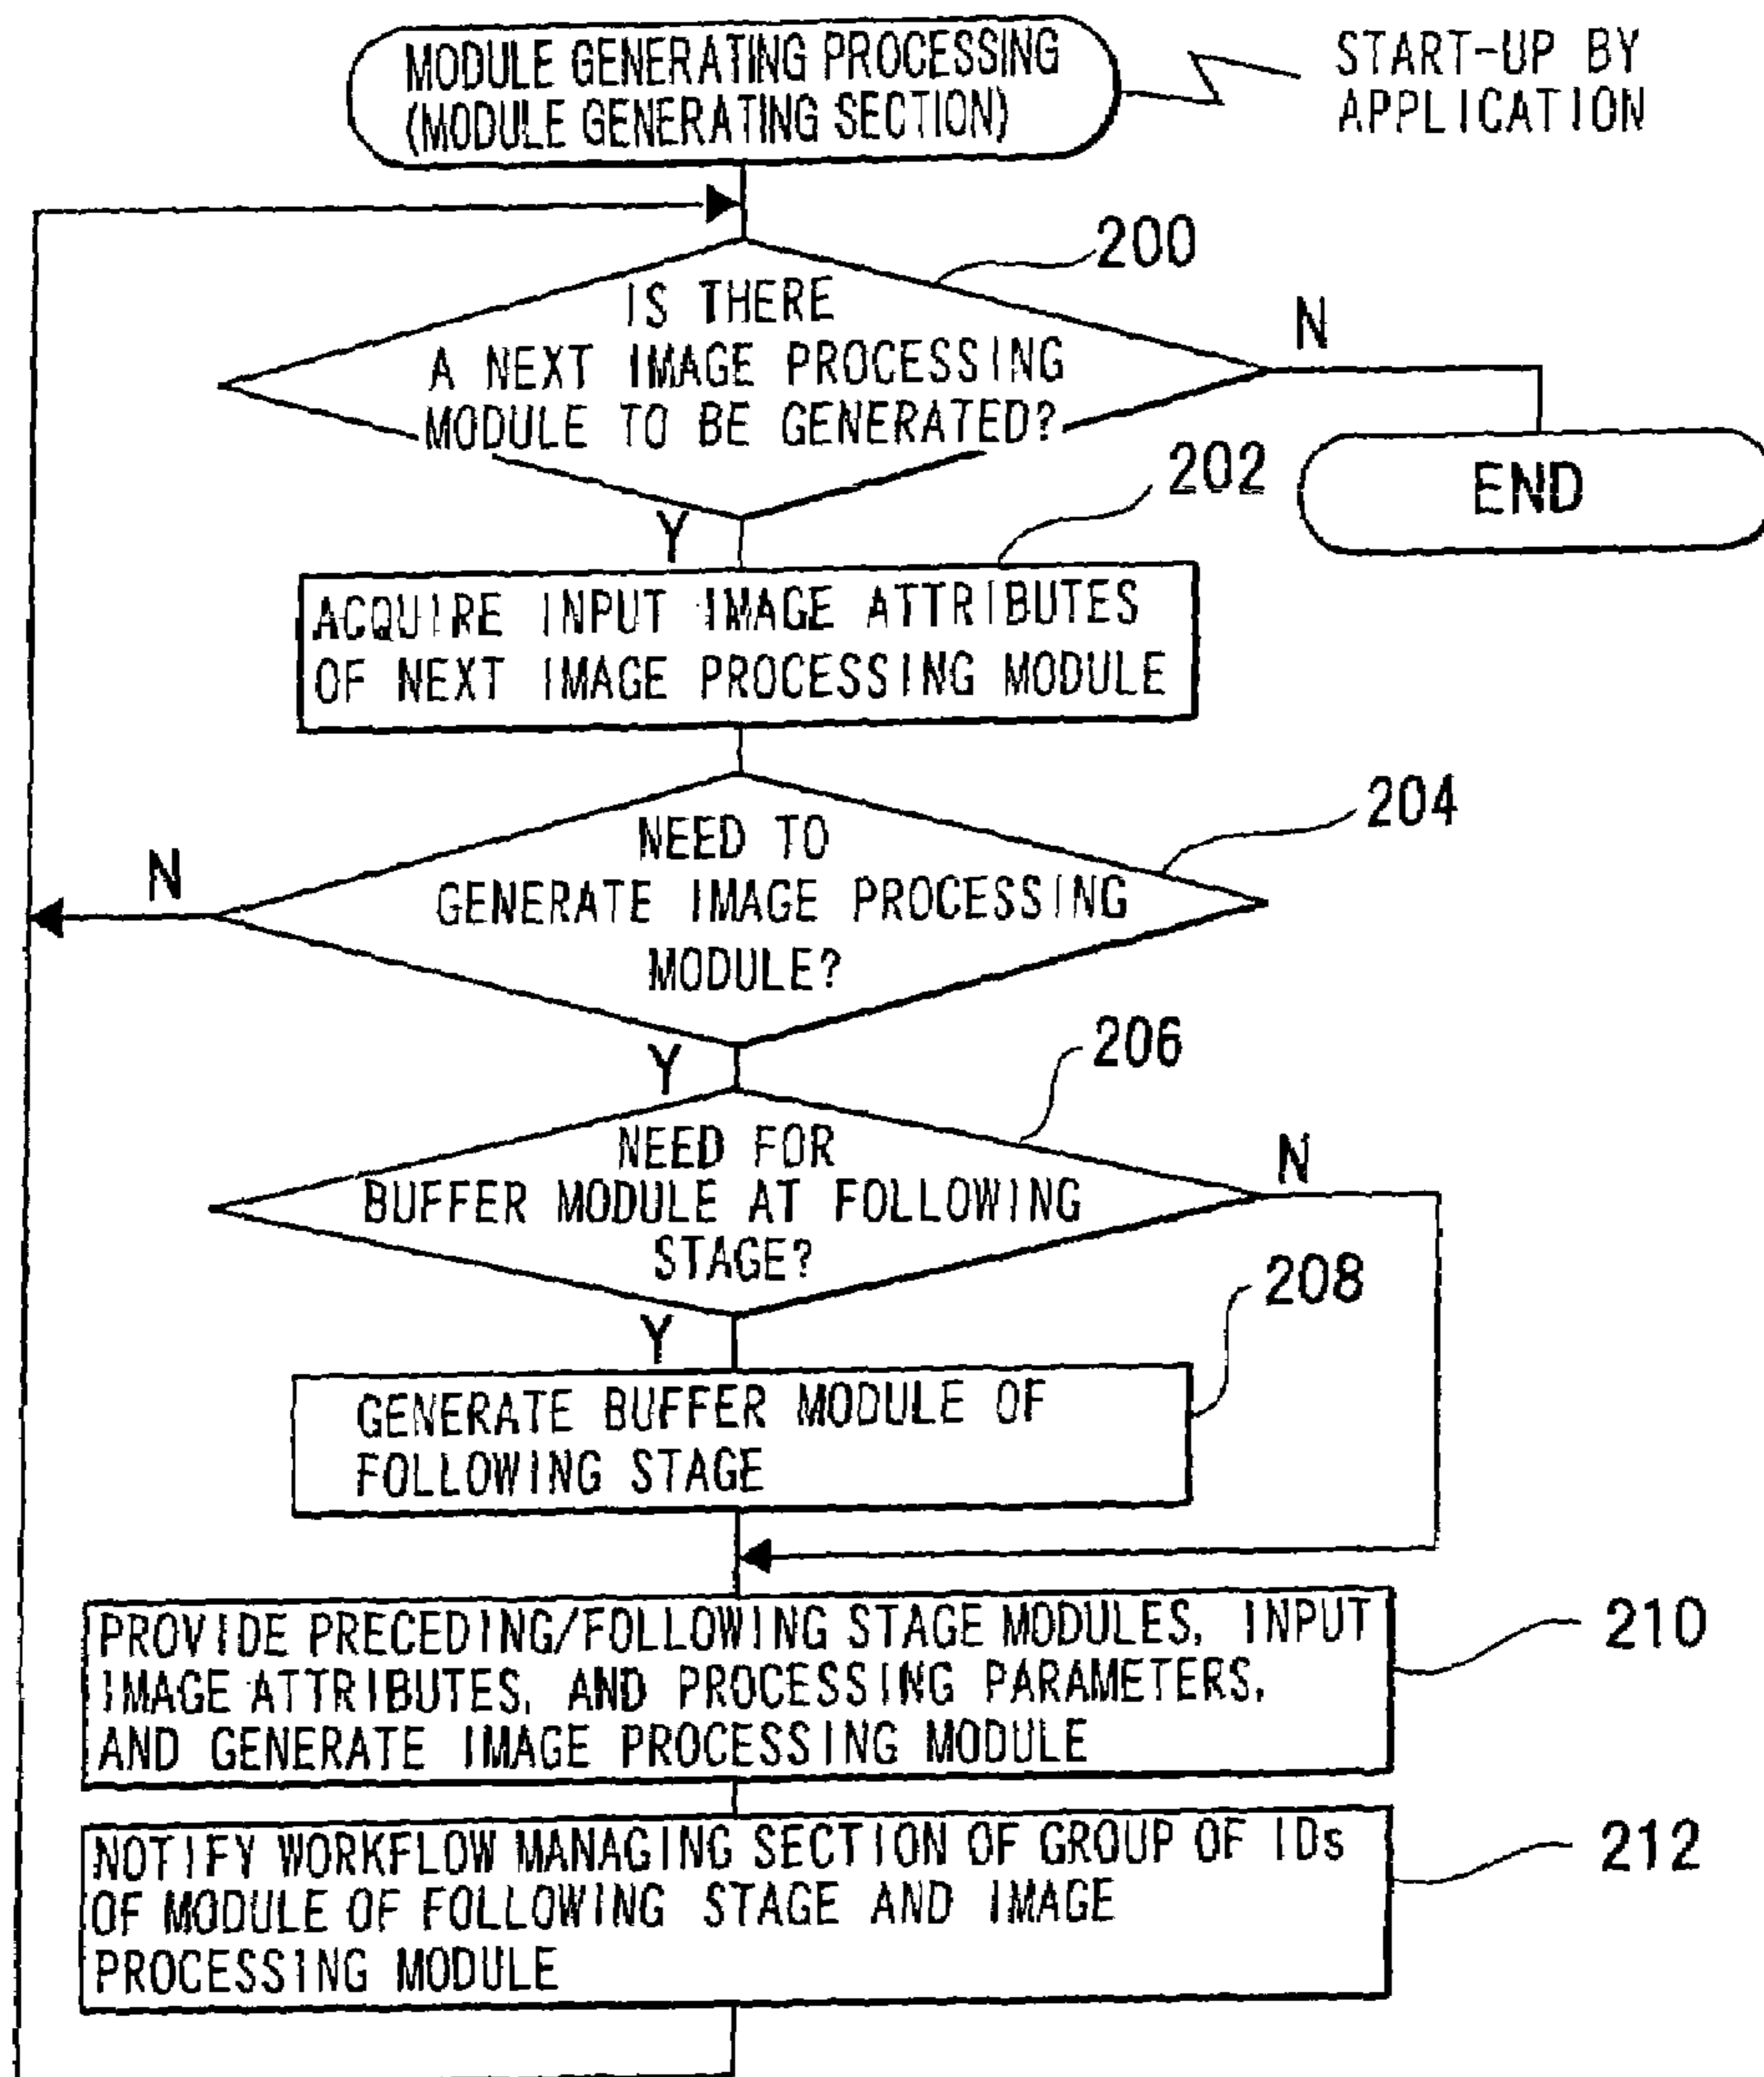 MODULE GENERATING PROCESSING
(MODULE GENERATING SECTION)
START-UP BY
APPLICATION
200
IS THERE
A NEXT IMAGE PROCESSING
MODULE TO BE GENERATED?
N
END
Y
202
ACQUIRE INPUT IMAGE ATTRIBUTES
OF NEXT IMAGE PROCESSING MODULE
204
NEED TO
GENERATE IMAGE PROCESSING
MODULE?
N
Y
206
NEED FOR
BUFFER MODULE AT FOLLOWING
STAGE?
N
Y
208
GENERATE BUFFER MODULE OF
FOLLOWING STAGE
210
PROVIDE PRECEDING/FOLLOWING STAGE MODULES, INPUT
IMAGE ATTRIBUTES, AND PROCESSING PARAMETERS,
AND GENERATE IMAGE PROCESSING MODULE
212
NOTIFY WORKFLOW MANAGING SECTION OF GROUP OF IDs
OF MODULE OF FOLLOWING STAGE AND IMAGE
PROCESSING MODULE